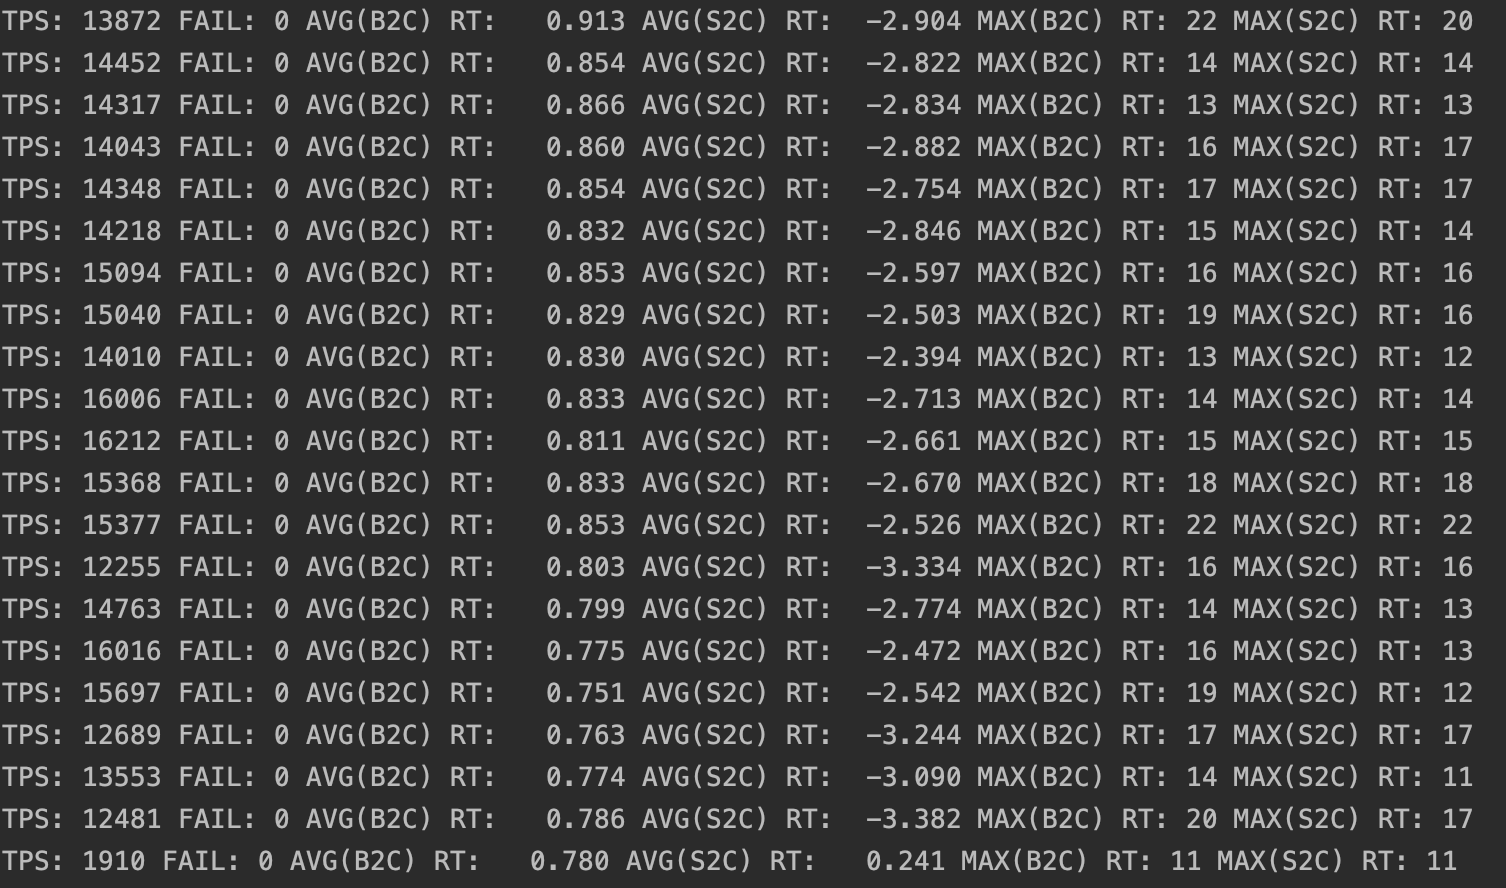 TPS: 13872 FAIL: 0 AVG(B2C) RT:   0.913 AVG(S2C) RT:  -2.904 MAX(B2C) RT: 22 MAX(S2C) RT: 20
TPS: 14452 FAIL: 0 AVG(B2C) RT:   0.854 AVG(S2C) RT:  -2.822 MAX(B2C) RT: 14 MAX(S2C) RT: 14
TPS: 14317 FAIL: 0 AVG(B2C) RT:   0.866 AVG(S2C) RT:  -2.834 MAX(B2C) RT: 13 MAX(S2C) RT: 13
TPS: 14043 FAIL: 0 AVG(B2C) RT:   0.860 AVG(S2C) RT:  -2.882 MAX(B2C) RT: 16 MAX(S2C) RT: 17
TPS: 14348 FAIL: 0 AVG(B2C) RT:   0.854 AVG(S2C) RT:  -2.754 MAX(B2C) RT: 17 MAX(S2C) RT: 17
TPS: 14218 FAIL: 0 AVG(B2C) RT:   0.832 AVG(S2C) RT:  -2.846 MAX(B2C) RT: 15 MAX(S2C) RT: 14
TPS: 15094 FAIL: 0 AVG(B2C) RT:   0.853 AVG(S2C) RT:  -2.597 MAX(B2C) RT: 16 MAX(S2C) RT: 16
TPS: 15040 FAIL: 0 AVG(B2C) RT:   0.829 AVG(S2C) RT:  -2.503 MAX(B2C) RT: 19 MAX(S2C) RT: 16
TPS: 14010 FAIL: 0 AVG(B2C) RT:   0.830 AVG(S2C) RT:  -2.394 MAX(B2C) RT: 13 MAX(S2C) RT: 12
TPS: 16006 FAIL: 0 AVG(B2C) RT:   0.833 AVG(S2C) RT:  -2.713 MAX(B2C) RT: 14 MAX(S2C) RT: 14
TPS: 16212 FAIL: 0 AVG(B2C) RT:   0.811 AVG(S2C) RT:  -2.661 MAX(B2C) RT: 15 MAX(S2C) RT: 15
TPS: 15368 FAIL: 0 AVG(B2C) RT:   0.833 AVG(S2C) RT:  -2.670 MAX(B2C) RT: 18 MAX(S2C) RT: 18
TPS: 15377 FAIL: 0 AVG(B2C) RT:   0.853 AVG(S2C) RT:  -2.526 MAX(B2C) RT: 22 MAX(S2C) RT: 22
TPS: 12255 FAIL: 0 AVG(B2C) RT:   0.803 AVG(S2C) RT:  -3.334 MAX(B2C) RT: 16 MAX(S2C) RT: 16
TPS: 14763 FAIL: 0 AVG(B2C) RT:   0.799 AVG(S2C) RT:  -2.774 MAX(B2C) RT: 14 MAX(S2C) RT: 13
TPS: 16016 FAIL: 0 AVG(B2C) RT:   0.775 AVG(S2C) RT:  -2.472 MAX(B2C) RT: 16 MAX(S2C) RT: 13
TPS: 15697 FAIL: 0 AVG(B2C) RT:   0.751 AVG(S2C) RT:  -2.542 MAX(B2C) RT: 19 MAX(S2C) RT: 12
TPS: 12689 FAIL: 0 AVG(B2C) RT:   0.763 AVG(S2C) RT:  -3.244 MAX(B2C) RT: 17 MAX(S2C) RT: 17
TPS: 13553 FAIL: 0 AVG(B2C) RT:   0.774 AVG(S2C) RT:  -3.090 MAX(B2C) RT: 14 MAX(S2C) RT: 11
TPS: 12481 FAIL: 0 AVG(B2C) RT:   0.786 AVG(S2C) RT:  -3.382 MAX(B2C) RT: 20 MAX(S2C) RT: 17
TPS: 1910 FAIL: 0 AVG(B2C) RT:   0.780 AVG(S2C) RT:   0.241 MAX(B2C) RT: 11 MAX(S2C) RT: 11